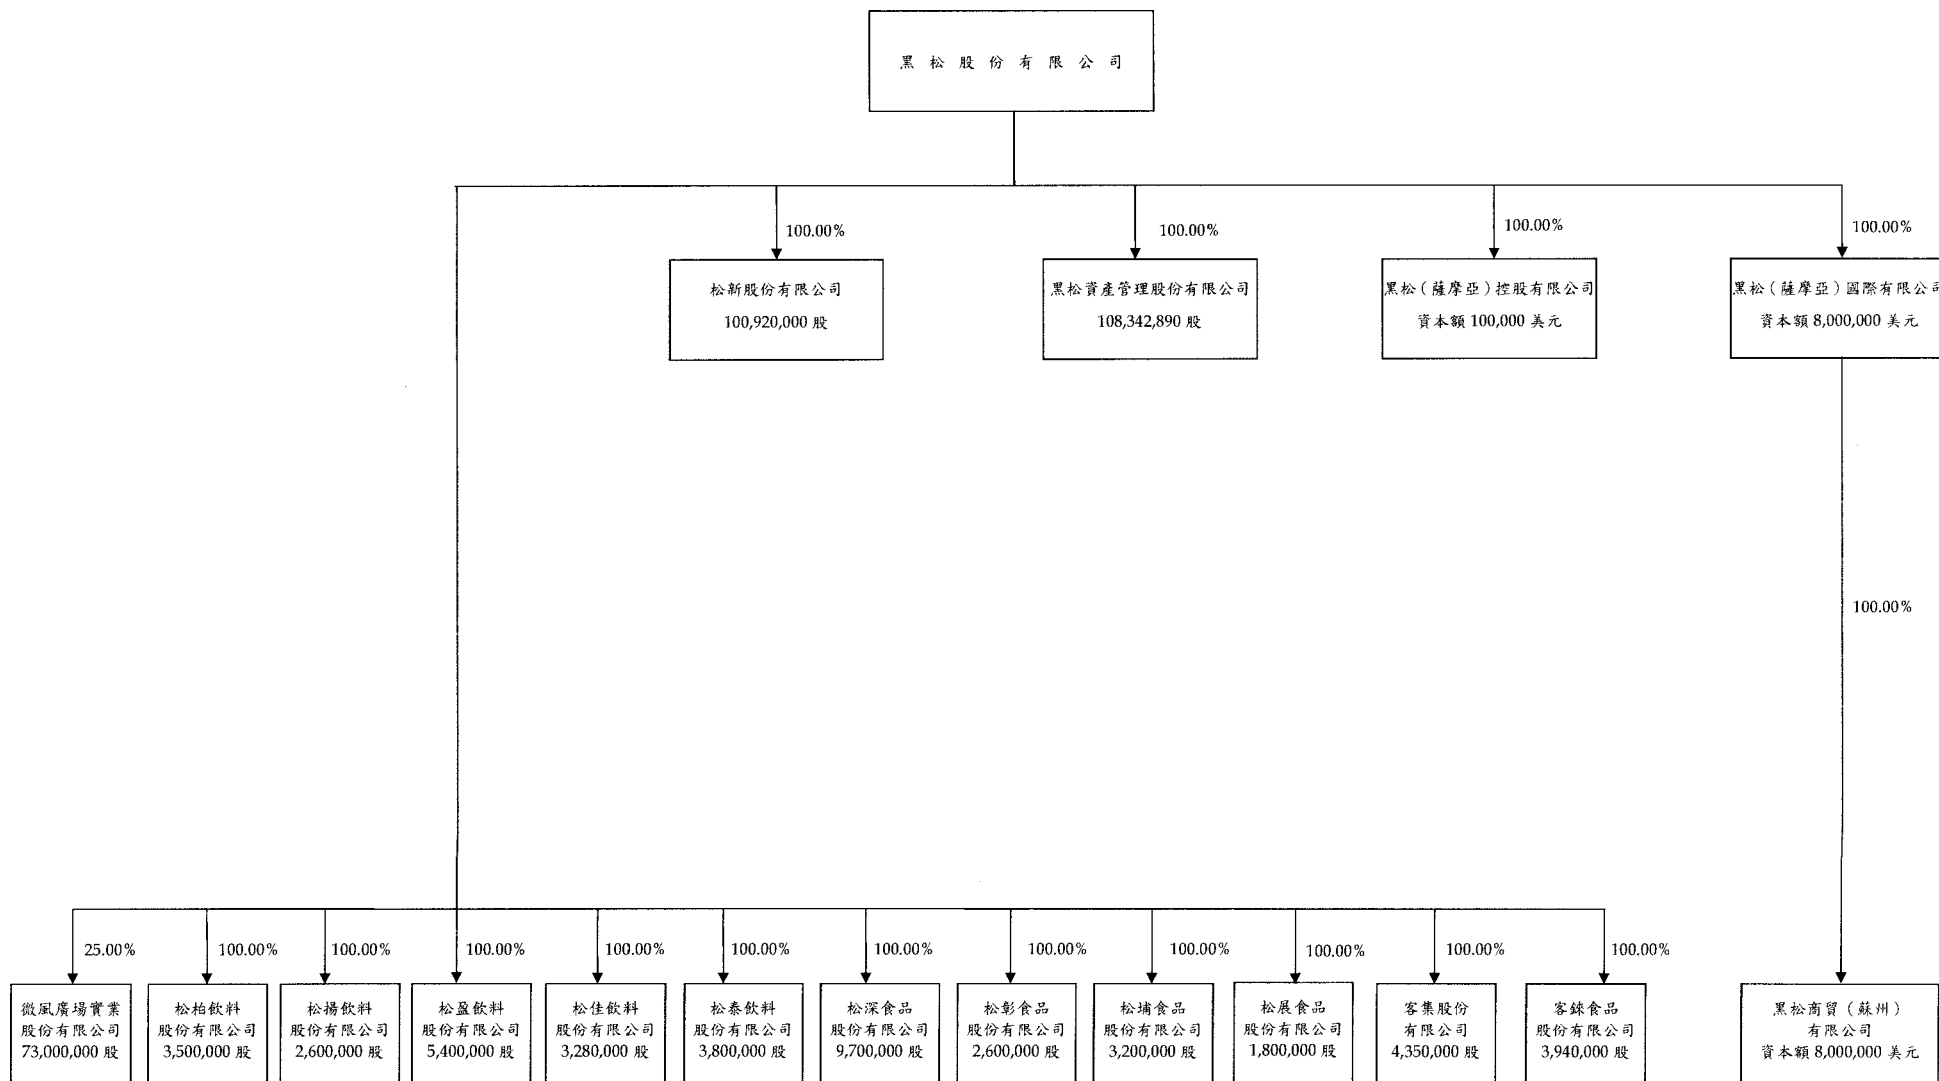 黑松股份有限公司
100.00%
100.00%
100.00%
100.00%
松新股份有限公司
100,920,000 股
黑松資產管理股份有限公司
108,342,890 股
黑松（薩摩亞）控股有限公司
資本額 100,000 美元
黑松（薩摩亞）國際有限公司
資本額 8,000,000 美元
100.00%
25.00%
100.00%
100.00%
100.00%
100.00%
100.00%
100.00%
100.00%
100.00%
100.00%
100.00%
100.00%
微風廣場實業
股份有限公司
73,000,000 股
松柏飲料
股份有限公司
3,500,000 股
松揚飲料
股份有限公司
2,600,000 股
松盈飲料
股份有限公司
5,400,000 股
松佳飲料
股份有限公司
3,280,000 股
松泰飲料
股份有限公司
3,800,000 股
松深食品
股份有限公司
9,700,000 股
松彰食品
股份有限公司
2,600,000 股
松埔食品
股份有限公司
3,200,000 股
松展食品
股份有限公司
1,800,000 股
客集股份
有限公司
4,350,000 股
客錸食品
股份有限公司
3,940,000 股
黑松商貿（蘇州）
有限公司
資本額 8,000,000 美元